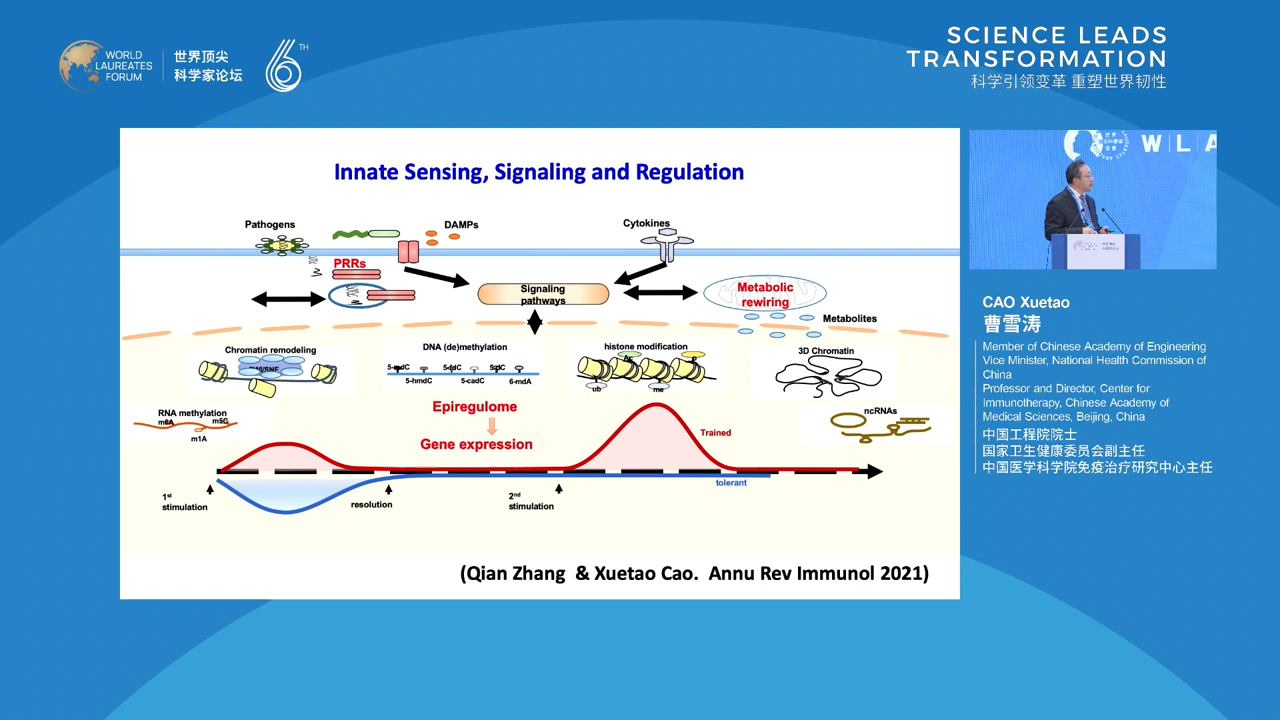 WORLD
LAUREATES
FORUM
世界顶尖
科学家论坛
6TH
SCIENCE LEADS
TRANSFORMATION
科学引领变革 重塑世界韧性
Innate Sensing, Signaling and Regulation
Pathogens
DAMPs
Cytokines
PRRs
Signaling
pathways
Metabolic
rewiring
Metabolites
Chromatin remodeling
DNA (de)methylation
histone modification
3D Chromatin
5-hmdC
5-cadC
6-mdA
ub
me
RNA methylation
m6A
m5C
m1A
Epiregulome
Gene expression
ncRNAs
Trained
tolerant
1st
stimulation
resolution
2nd
stimulation
(Qian Zhang & Xuetao Cao. Annu Rev Immunol 2021)
W L A
CAO Xuetao
曹雪涛
Member of Chinese Academy of Engineering
Vice Minister, National Health Commission of
China
Professor and Director, Center for
Immunotherapy, Chinese Academy of
Medical Sciences, Beijing, China
中国工程院院士
国家卫生健康委员会副主任
中国医学科学院免疫治疗研究中心主任